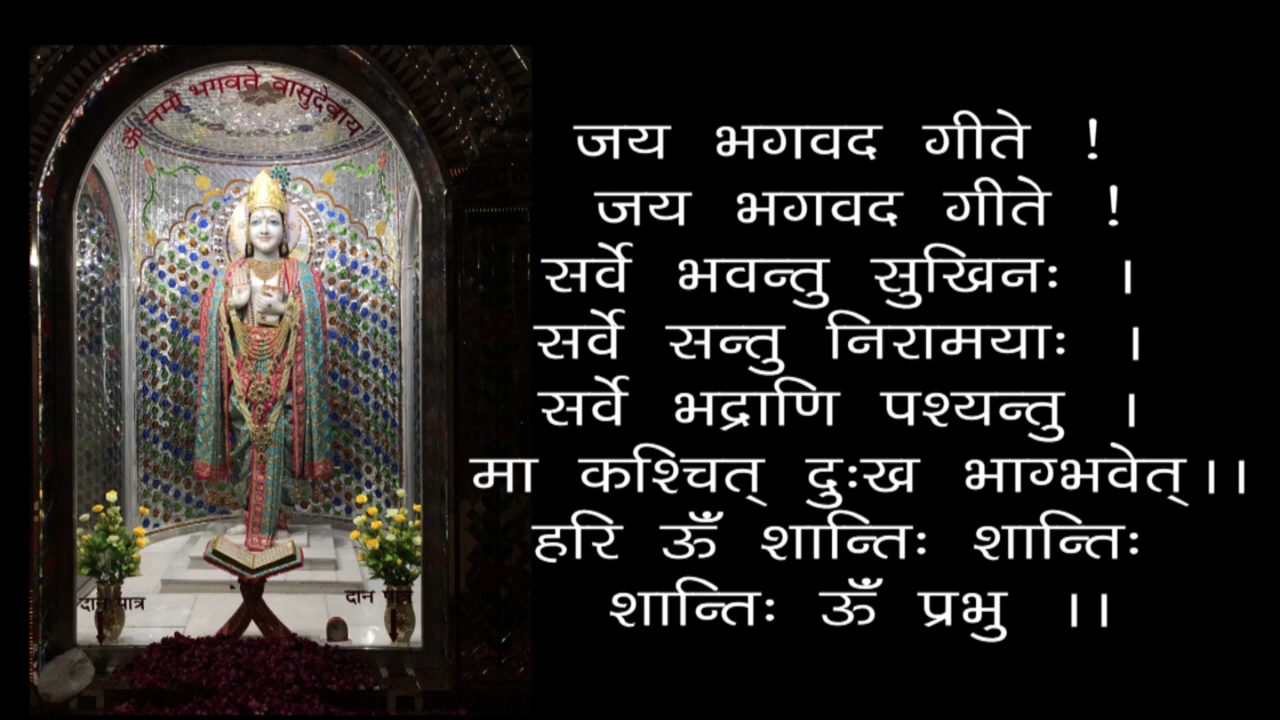 ॐ नमो भगवते वासुदेवाय
दान पात्र
दान पात्र
जय भगवद गीते !
जय भगवद गीते !
सर्वे भवन्तु सुखिनः ।
सर्वे सन्तु निरामयाः ।
सर्वे भद्राणि पश्यन्तु ।
मा कश्चित् दुःख भाग्भवेत् ।।
हरि ऊँ शान्तिः शान्तिः
शान्तिः ऊँ प्रभु ।।